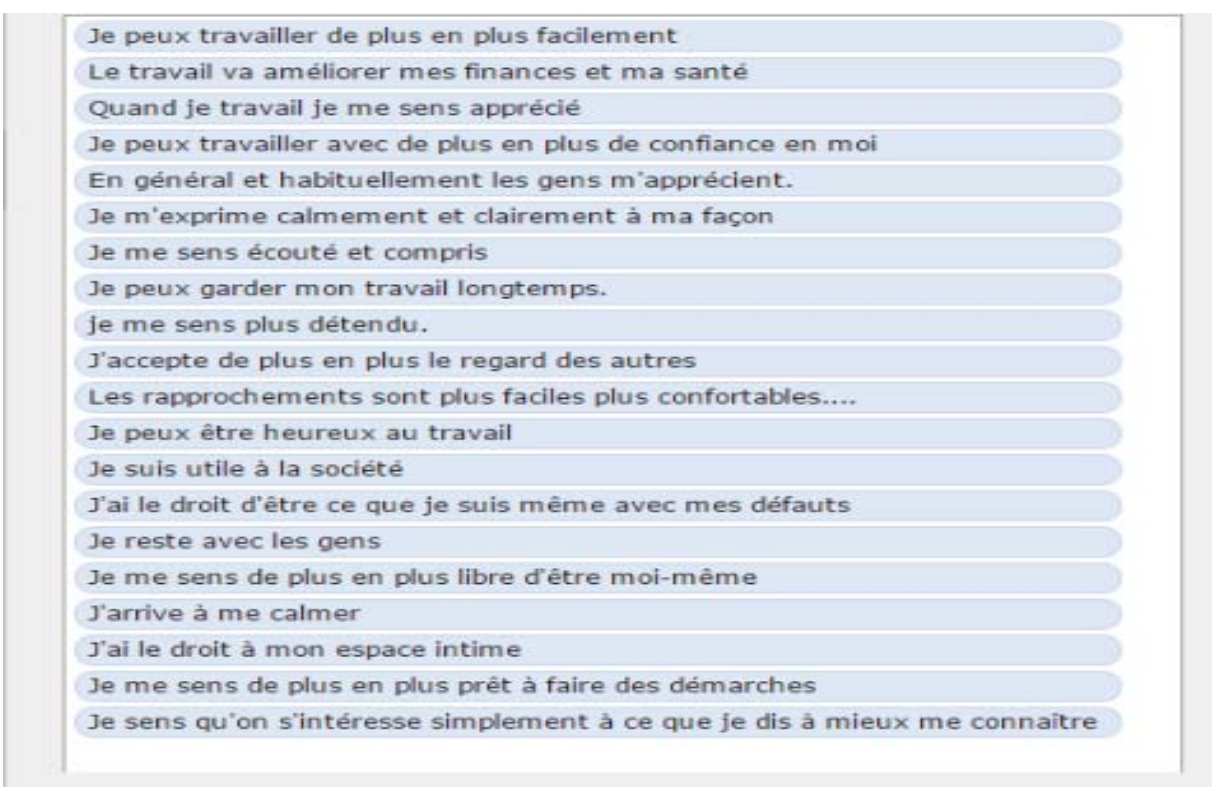 Je peux travailler de plus en plus facilement
Le travail va améliorer mes finances et ma santé
Quand je travail je me sens apprécié
Je peux travailler avec de plus en plus de confiance en moi
En général et habituellement les gens m'apprécient.
Je m'exprime calmement et clairement à ma façon
Je me sens écouté et compris
Je peux garder mon travail longtemps.
je me sens plus détendu.
J'accepte de plus en plus le regard des autres
Les rapprochements sont plus faciles plus confortables....
Je peux être heureux au travail
Je suis utile à la société
J'ai le droit d'être ce que je suis même avec mes défauts
Je reste avec les gens
Je me sens de plus en plus libre d'être moi-même
J'arrive à me calmer
J'ai le droit à mon espace intime
Je me sens de plus en plus prêt à faire des démarches
Je sens qu'on s'intéresse simplement à ce que je dis à mieux me connaître